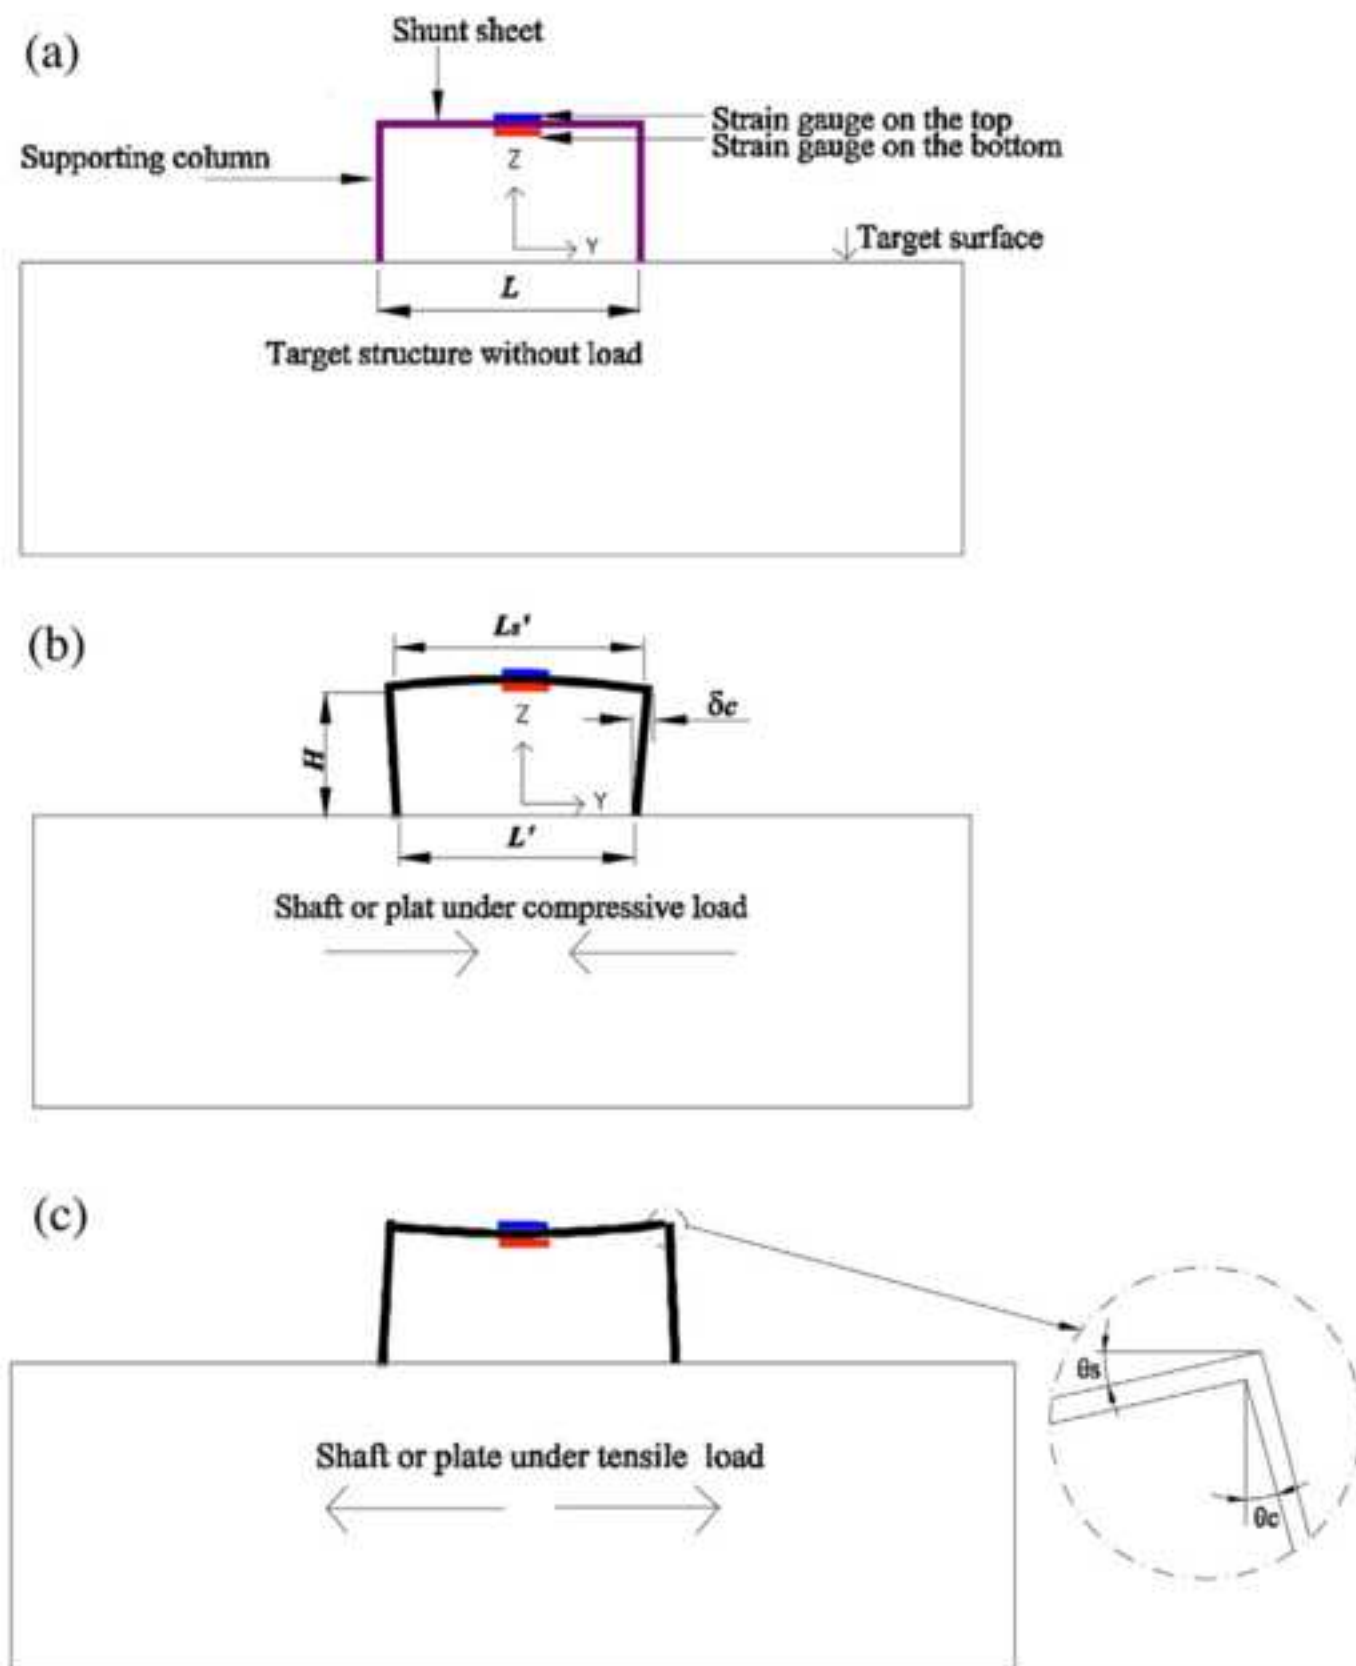 (a)
Shunt sheet
Strain gauge on the top
Strain gauge on the bottom
Supporting column
Z
Y
Target surface
L
Target structure without load
(b)
Ls'
δc
Z
H
Y
L'
Shaft or plat under compressive load
(c)
θs
θc
Shaft or plate under tensile load